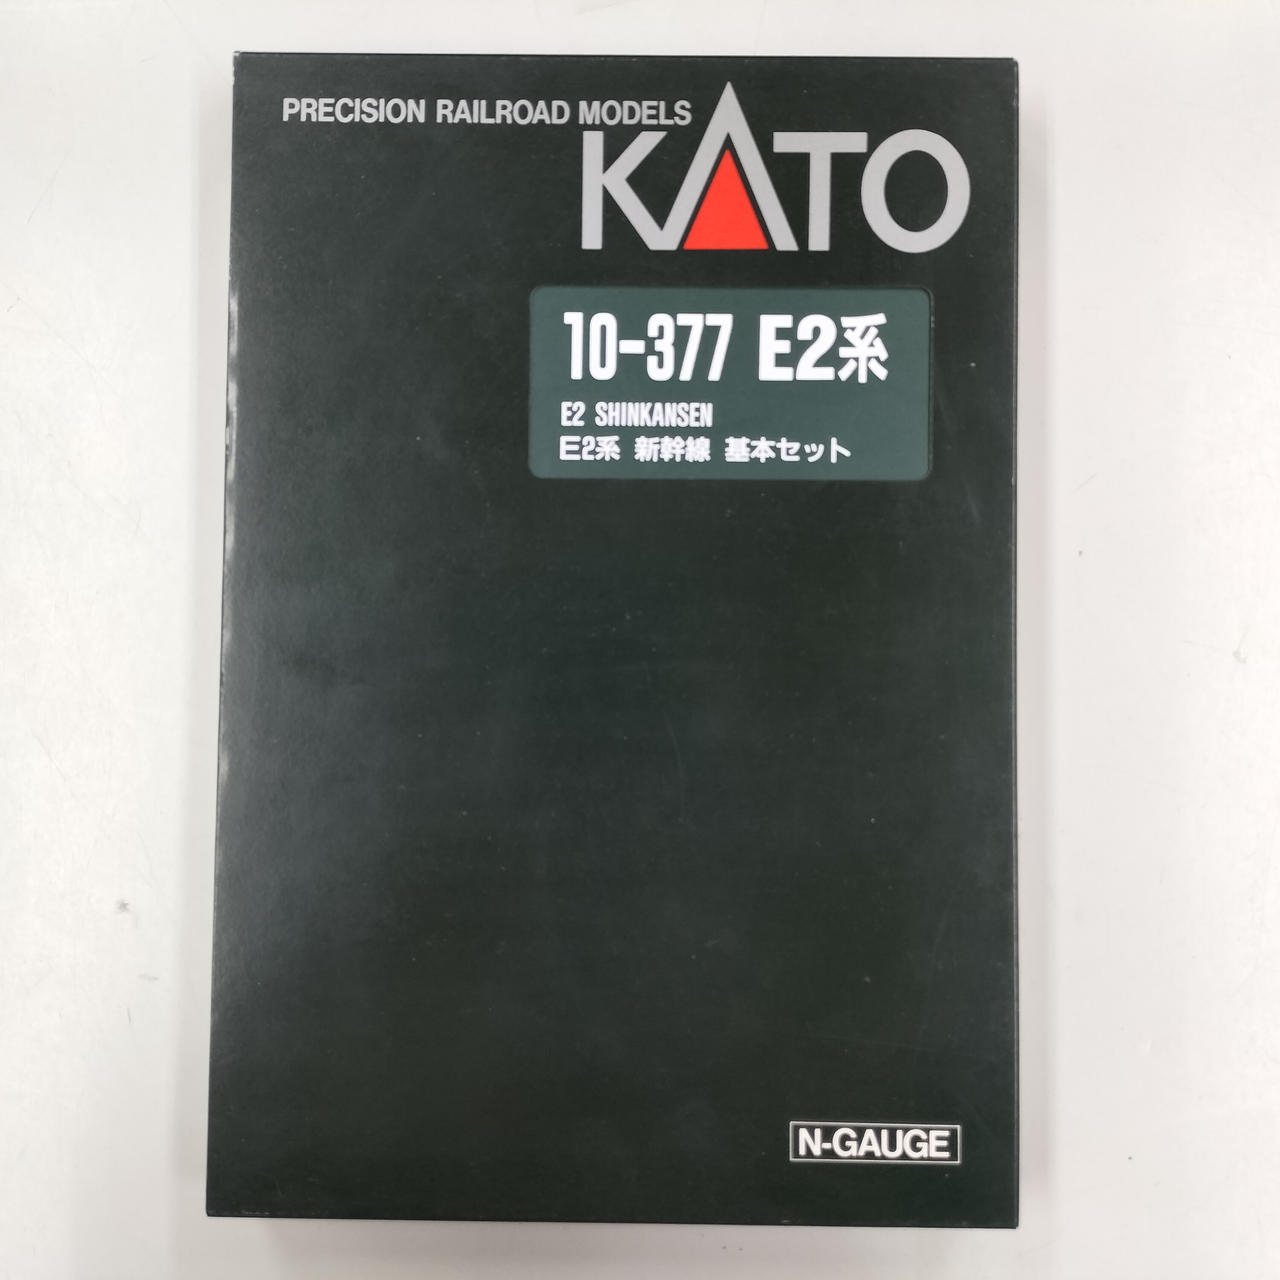 PRECISION RAILROAD MODELS
KATO
10-377 E2系
E2 SHINKANSEN
E2系 新幹線 基本セット
N-GAUGE